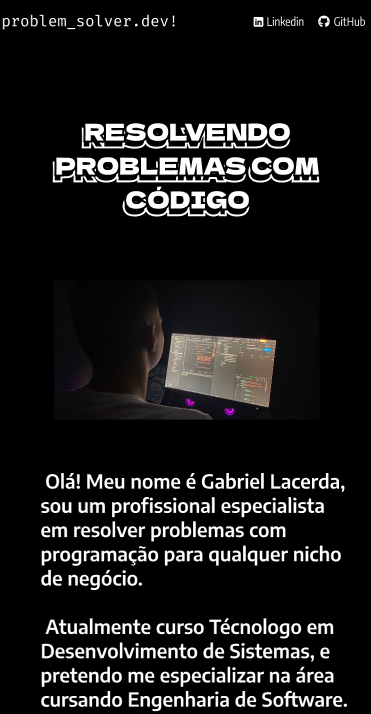 problem_solver.dev!
Linkedin GitHub
RESOLVENDO
PROBLEMAS COM
CÓDIGO
Olá! Meu nome é Gabriel Lacerda,
sou um profissional especialista
em resolver problemas com
programação para qualquer nicho
de negócio.
Atualmente curso Técnologo em
Desenvolvimento de Sistemas, e
pretendo me especializar na área
cursando Engenharia de Software.